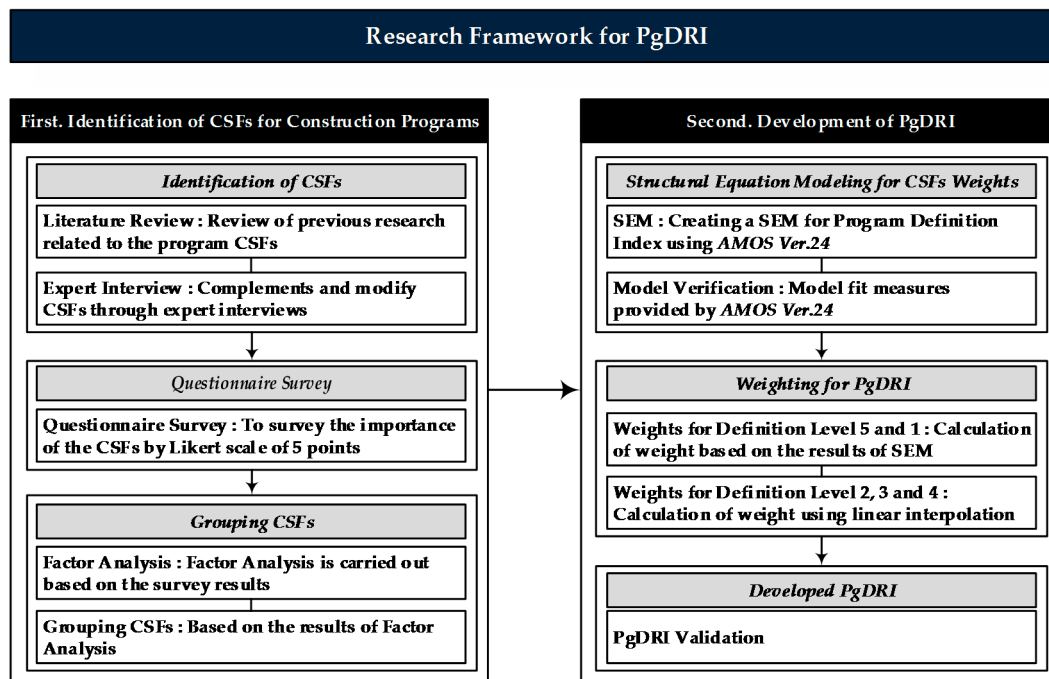 Research Framework for PgDRI
First. Identification of CSFs for Construction Programs
Identification of CSFs
Literature Review : Review of previous research
related to the program CSFs
Expert Interview : Complements and modify
CSFs through expert interviews
Questionnaire Survey
Questionnaire Survey : To survey the importance
of the CSFs by Likert scale of 5 points
Grouping CSFs
Factor Analysis : Factor Analysis is carried out
based on the survey results
Grouping CSFs : Based on the results of Factor
Analysis
Second. Development of PgDRI
Structural Equation Modeling for CSFs Weights
SEM : Creating a SEM for Program Definition
Index using AMOS Ver.24
Model Verification : Model fit measures
provided by AMOS Ver.24
Weighting for PgDRI
Weights for Definition Level 5 and 1 : Calculation
of weight based on the results of SEM
Weights for Definition Level 2, 3 and 4 :
Calculation of weight using linear interpolation
Developed PgDRI
PgDRI Validation